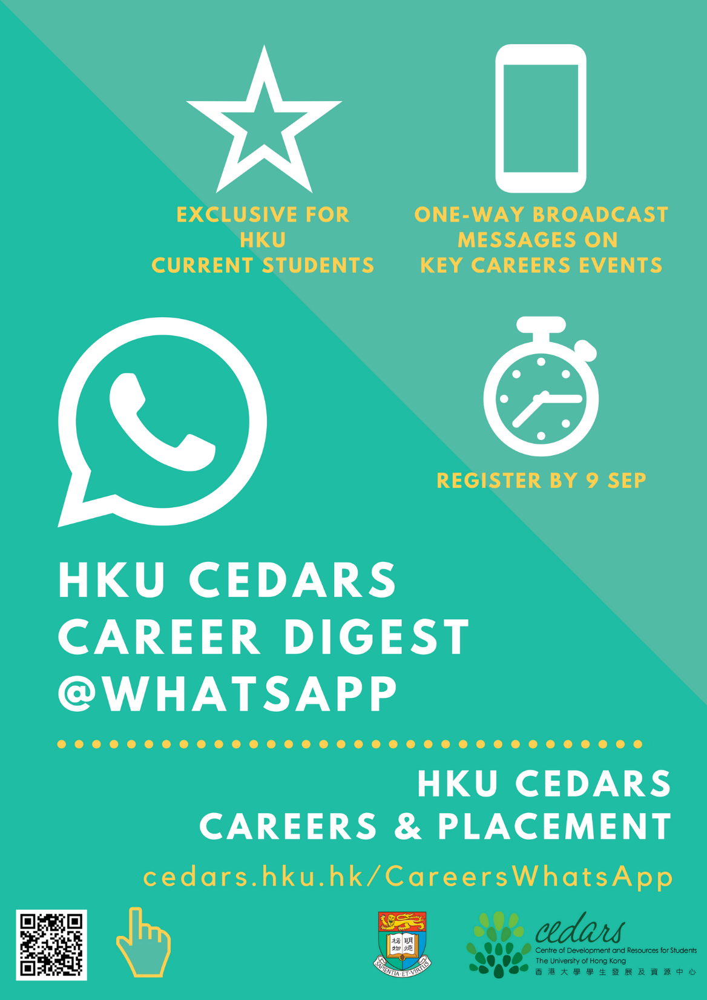 EXCLUSIVE FOR
HKU
CURRENT STUDENTS
ONE-WAY BROADCAST
MESSAGES ON
KEY CAREERS EVENTS
REGISTER BY 9 SEP
HKU CEDARS
CAREER DIGEST
@WHATSAPP
HKU CEDARS
CAREERS & PLACEMENT
cedars.hku.hk/CareersWhatsApp
明德
格物
SAPIENTIA·ET·VIRTUS
cedars
Centre of Development and Resources for Students
The University of Hong Kong
香港大學學生發展及資源中心